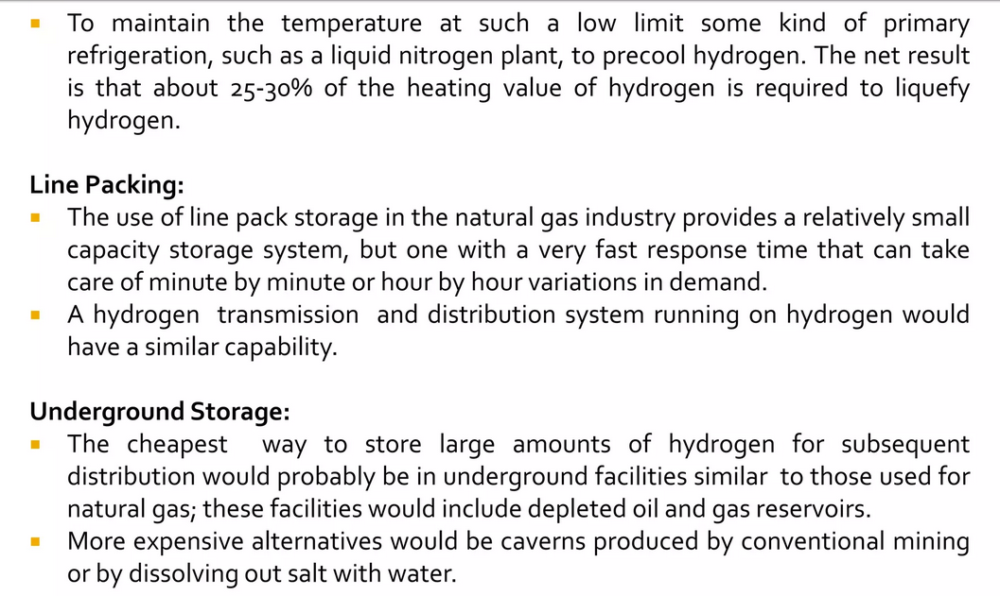 To maintain the temperature at such a low limit some kind of primary
refrigeration, such as a liquid nitrogen plant, to precool hydrogen. The net result
is that about 25-30% of the heating value of hydrogen is required to liquefy
hydrogen.
Line Packing:
The use of line pack storage in the natural gas industry provides a relatively small
capacity storage system, but one with a very fast response time that can take
care of minute by minute or hour by hour variations in demand.
A hydrogen transmission and distribution system running on hydrogen would
have a similar capability.
Underground Storage:
The cheapest way to store large amounts of hydrogen for subsequent
distribution would probably be in underground facilities similar to those used for
natural gas; these facilities would include depleted oil and gas reservoirs.
More expensive alternatives would be caverns produced by conventional mining
or by dissolving out salt with water.